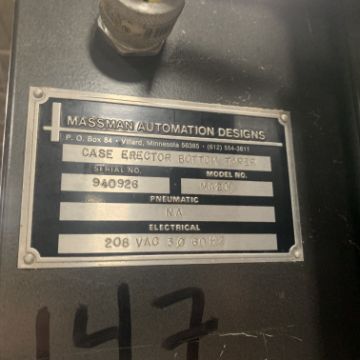 MASSMAN AUTOMATION DESIGNS
P. O. Box 84 • Villard, Minnesota 56385 • (612) 554-3611
CASE ERECTOR BOTTOM TAPER
SERIAL NO. MODEL NO.
940926
PNEUMATIC
NA
ELECTRICAL
208 VAC 3Ø 60HZ
147